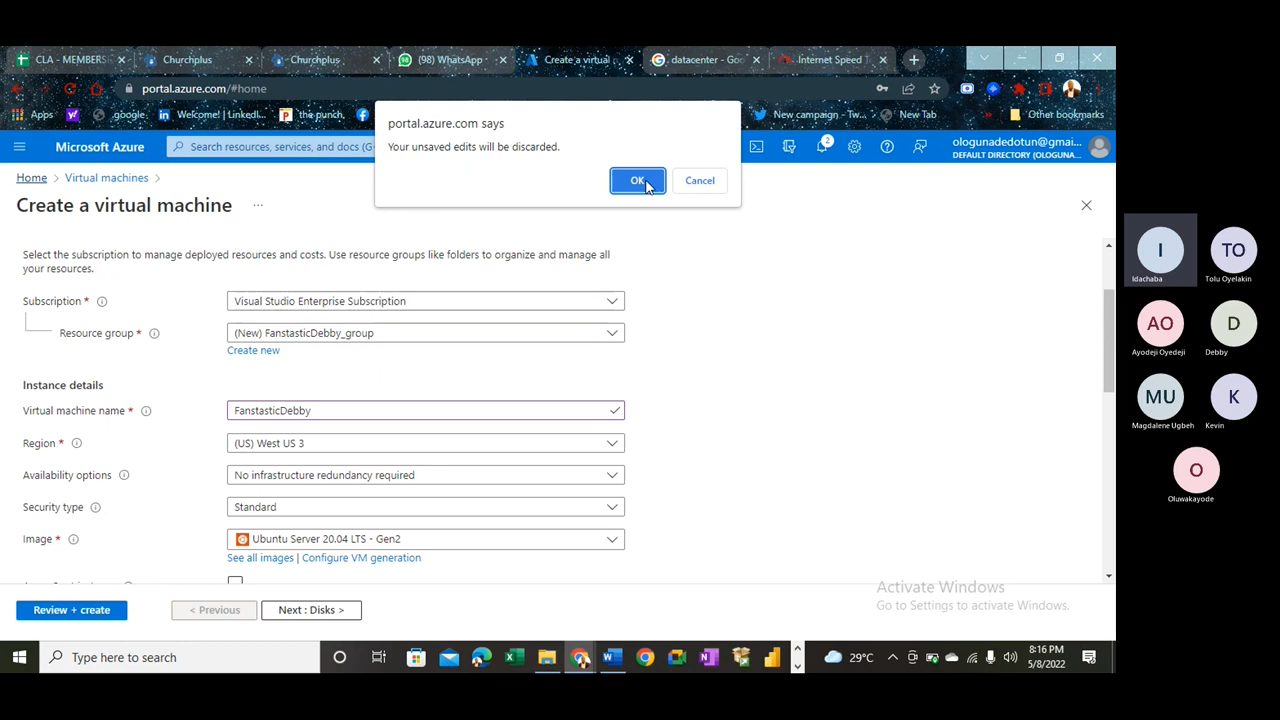 CLA - MEMBERS
Churchplus
Churchplus
(98) WhatsApp
Create a virtual
datacenter - Goo
Internet Speed T
portal.azure.com/#home
Apps
google
Welcome! | LinkedI...
the punch,
New campaign - Tw...
New Tab
Other bookmarks
portal.azure.com says
Your unsaved edits will be discarded.
OK
Cancel
Microsoft Azure
Search resources, services, and docs (G
2
ologunadedotun@gmai...
DEFAULT DIRECTORY (OLOGUNA...
Home > Virtual machines >
Create a virtual machine ...
Select the subscription to manage deployed resources and costs. Use resource groups like folders to organize and manage all
your resources.
Subscription *
Visual Studio Enterprise Subscription
Resource group *
(New) FanstasticDebby_group
Create new
Instance details
Virtual machine name *
FanstasticDebby
Region *
(US) West US 3
Availability options
No infrastructure redundancy required
Security type
Standard
Image *
Ubuntu Server 20.04 LTS - Gen2
See all images | Configure VM generation
Review + create
< Previous
Next : Disks >
Activate Windows
Go to Settings to activate Windows.
Type here to search
29°C
8:16 PM
5/8/2022
I
Idachaba
TO
Tolu Oyelakin
AO
Ayodeji Oyedeji
D
Debby
MU
Magdalene Ugbeh
K
Kevin
O
Oluwakayode